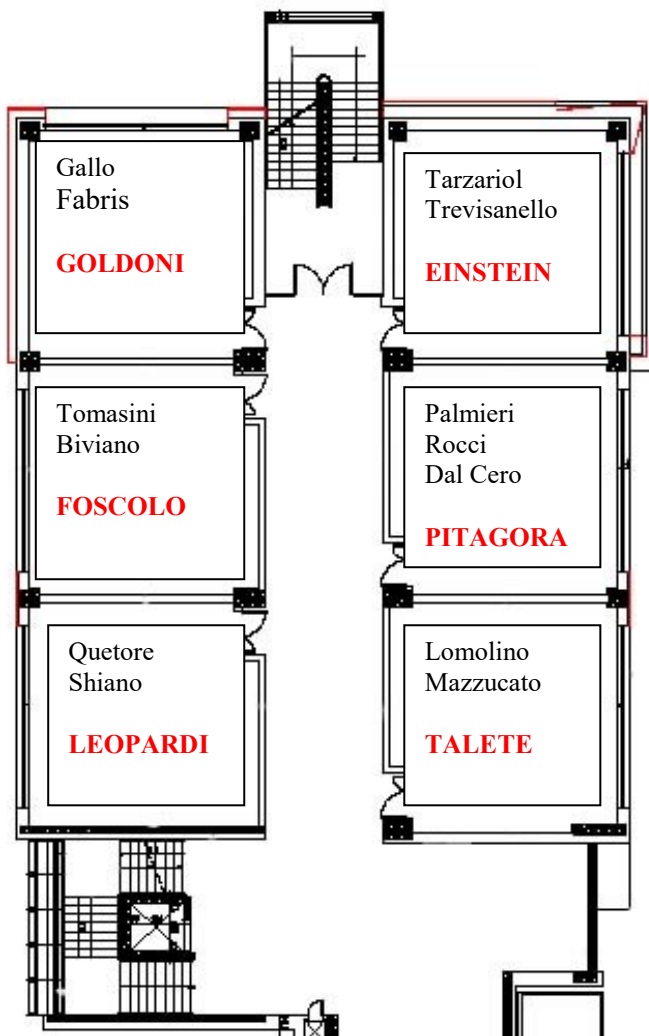 Gallo
Fabris
GOLDONI
Tarzariol
Trevisanello
EINSTEIN
Tomasini
Biviano
FOSCOLO
Palmieri
Rocci
Dal Cero
PITAGORA
Quetore
Shiano
LEOPARDI
Lomolino
Mazzucato
TALETE